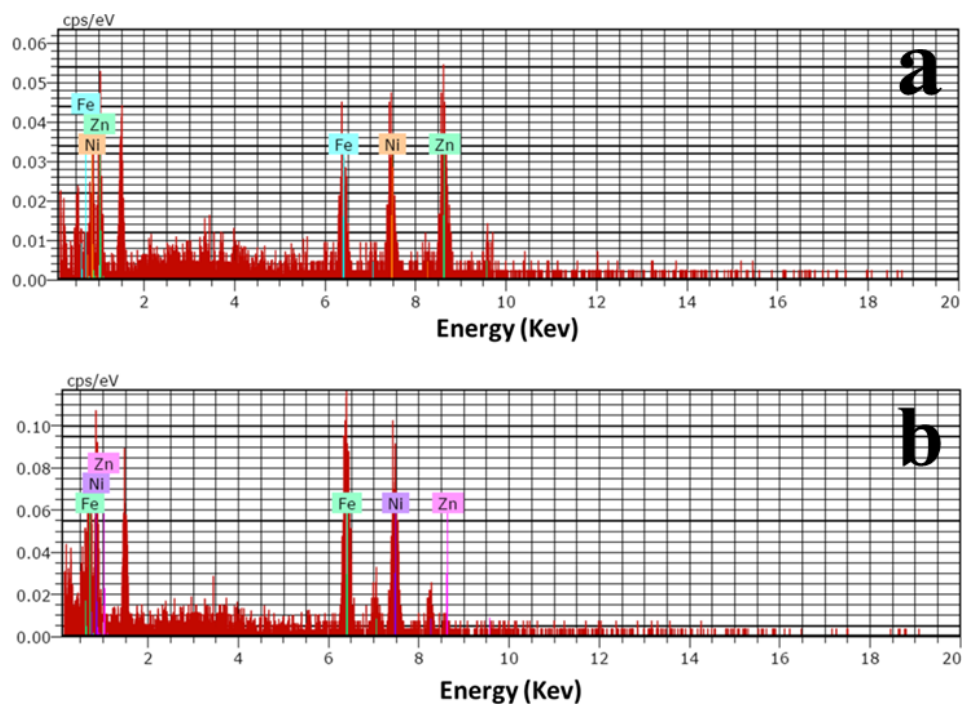 cps/eV
a
0.06
0.05
Fe
0.04
Zn
Ni
Fe
Ni
Zn
0.03
0.02
0.01
0.00
2 4 6 8 10 12 14 16 18 20
Energy (Kev)
cps/eV
b
0.10
Zn
0.08
Ni
Fe
Fe
Ni
Zn
0.06
0.04
0.02
0.00
2 4 6 8 10 12 14 16 18 20
Energy (Kev)